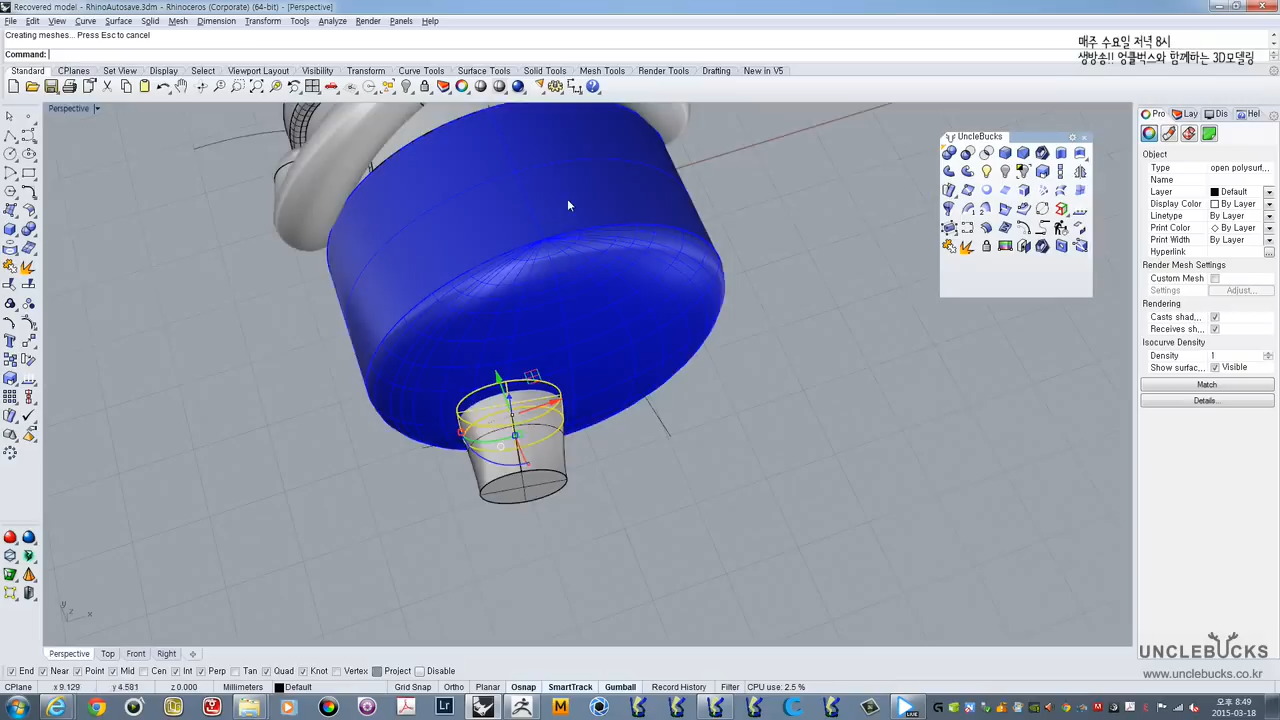 Recovered model - RhinoAutosave.3dm - Rhinoceros (Corporate) (64-bit) - [Perspective]
File Edit View Curve Surface Solid Mesh Dimension Transform Tools Analyze Render Panels Help
Creating meshes... Press Esc to cancel
매주 수요일 저녁 8시
Command:
생방송!! 엉클벅스와 함께하는 3D모델링
Standard CPlanes Set View Display Select Viewport Layout Visibility Transform Curve Tools Surface Tools Solid Tools Mesh Tools Render Tools Drafting New in V5
Perspective
Pro Lay Dis Hel
UncleBucks
Object
Type open polysurf...
Name
Layer Default
Display Color By Layer
Linetype By Layer
Print Color By Layer
Print Width By Layer
Hyperlink
Render Mesh Settings
Custom Mesh
Settings Adjust...
Rendering
Casts shad...
Receives sh...
Isocurve Density
Density 1
Show surfac... Visible
Match
Details...
y
z x
UNCLEBUCKS
www.unclebucks.co.kr
Perspective Top Front Right
End Near Point Mid Cen Int Perp Tan Quad Knot Vertex Project Disable
CPlane x 9.129 y 4.581 z 0.000 Millimeters Default Grid Snap Ortho Planar Osnap SmartTrack Gumball Record History Filter CPU use: 2.5 %
오후 8:49
2015-03-18